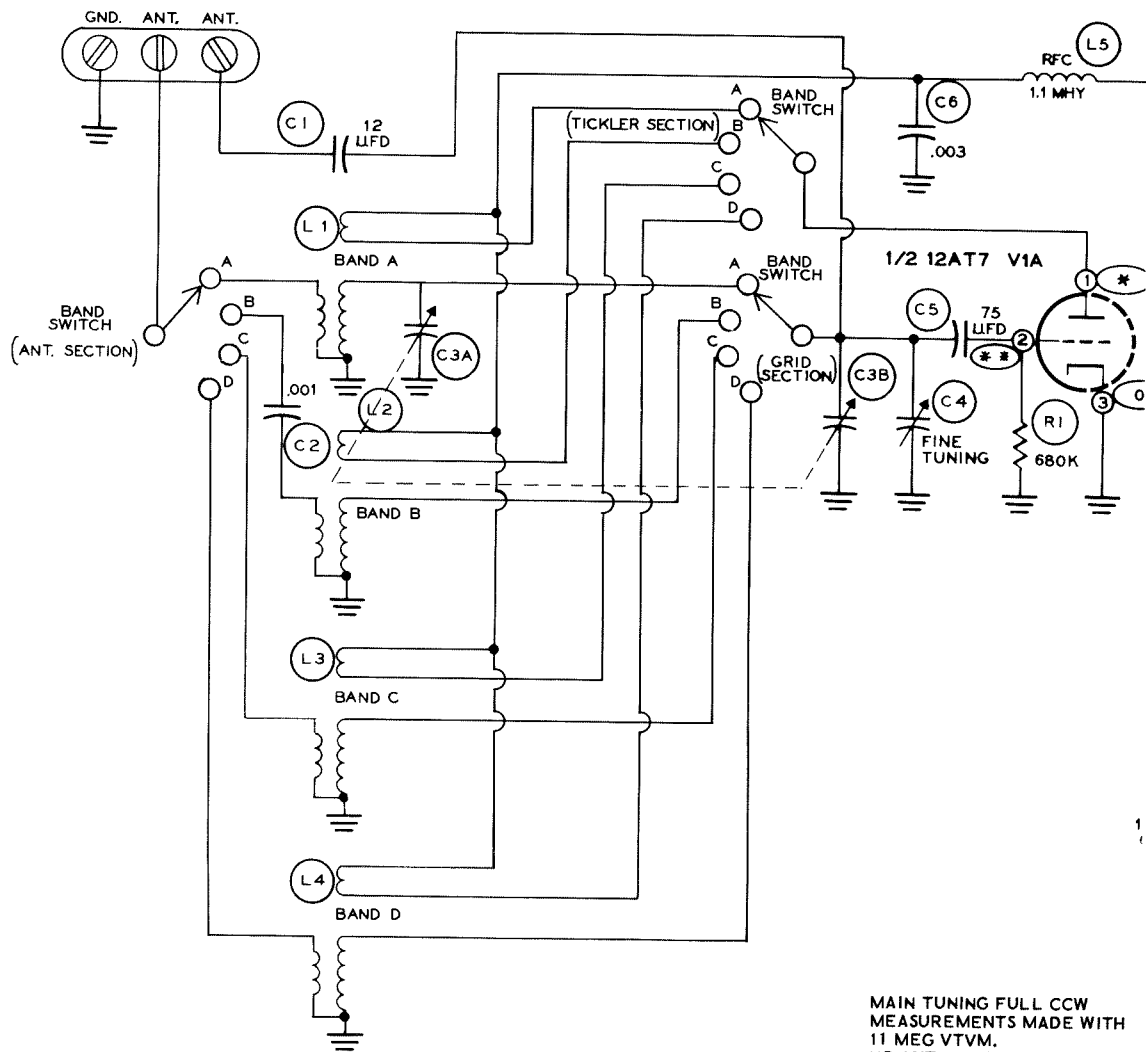 GND. ANT. ANT.
L5
RFC
1.1 MHY
C6
.003
A
BAND
SWITCH
(TICKLER SECTION)
B
C
D
C1
12
µFD
L1
BAND A
A
BAND
SWITCH
B
C
D
(GRID
SECTION)
1/2 12AT7 V1A
1
*
C5
75
µFD
2
**
3
0
R1
680K
C3B
C4
FINE
TUNING
BAND
SWITCH
(ANT. SECTION)
A
B
C
D
C3A
.001
C2
L2
BAND B
L3
BAND C
L4
BAND D
1
MAIN TUNING FULL CCW
MEASUREMENTS MADE WITH
11 MEG VTVM.